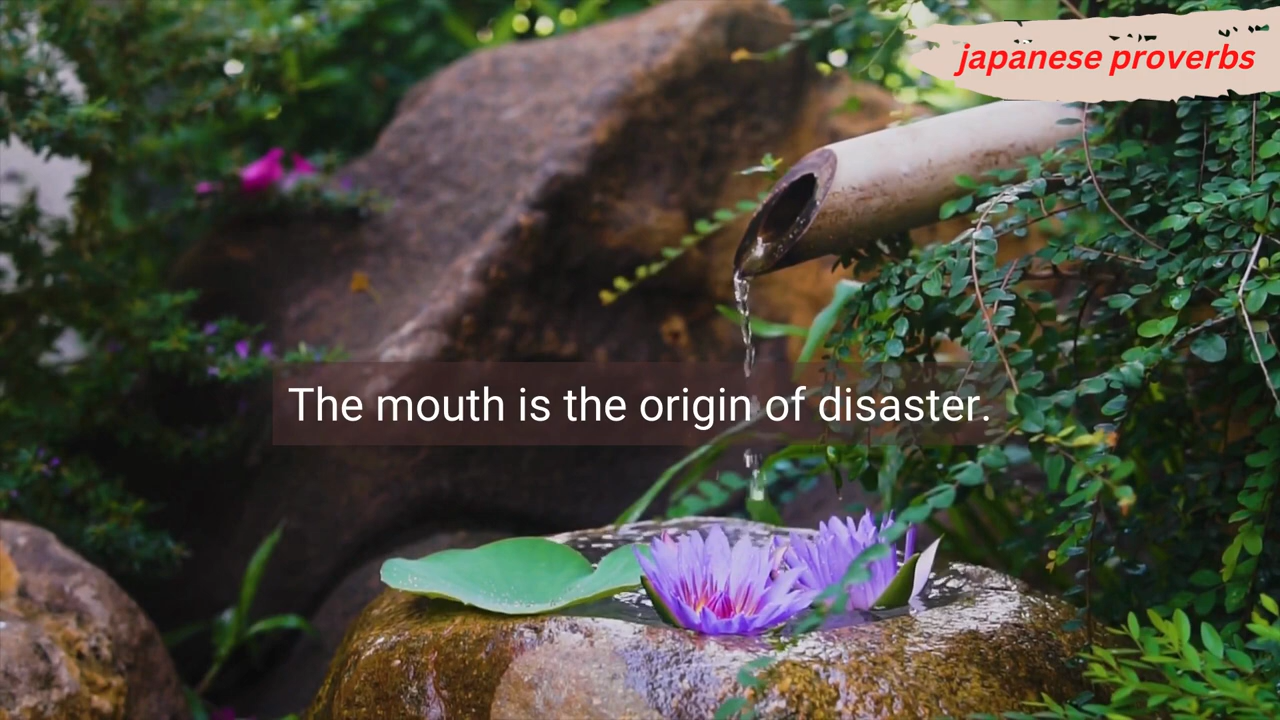 japanese proverbs
The mouth is the origin of disaster.